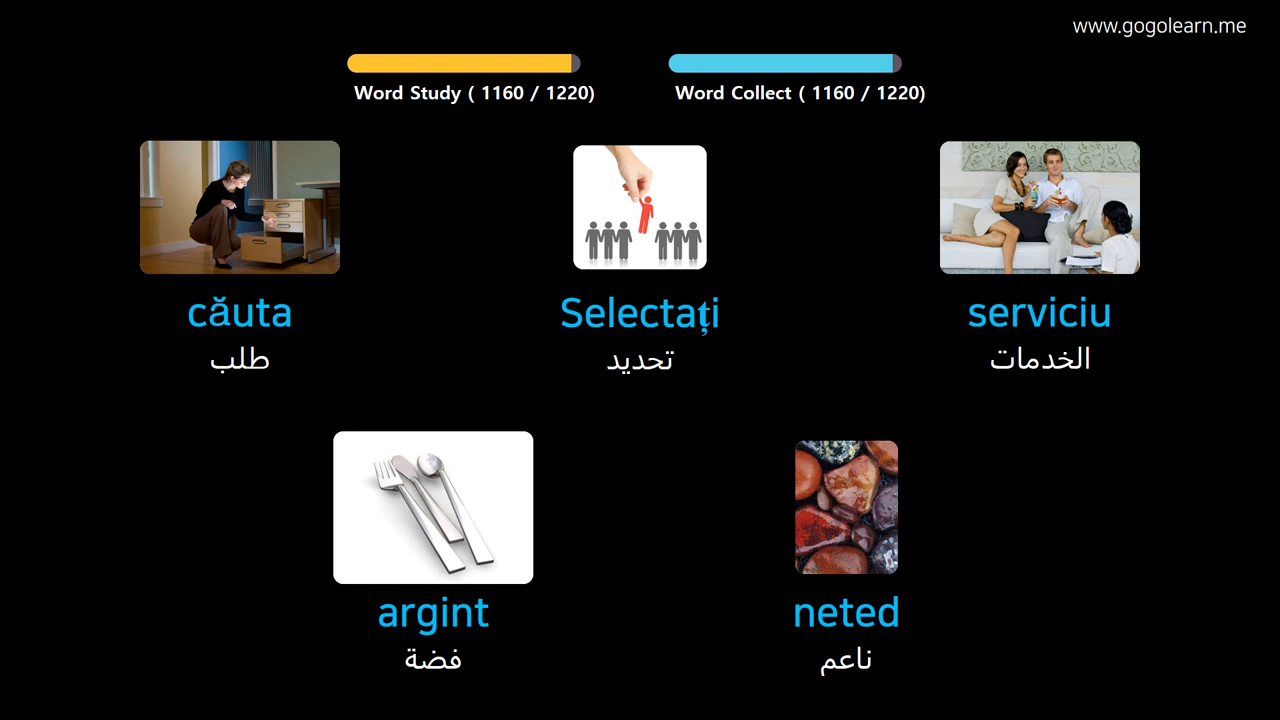 www.gogolearn.me
Word Study ( 1160 / 1220)
Word Collect ( 1160 / 1220)
căuta
طلب
Selectați
تحديد
serviciu
الخدمات
argint
فضة
neted
ناعم